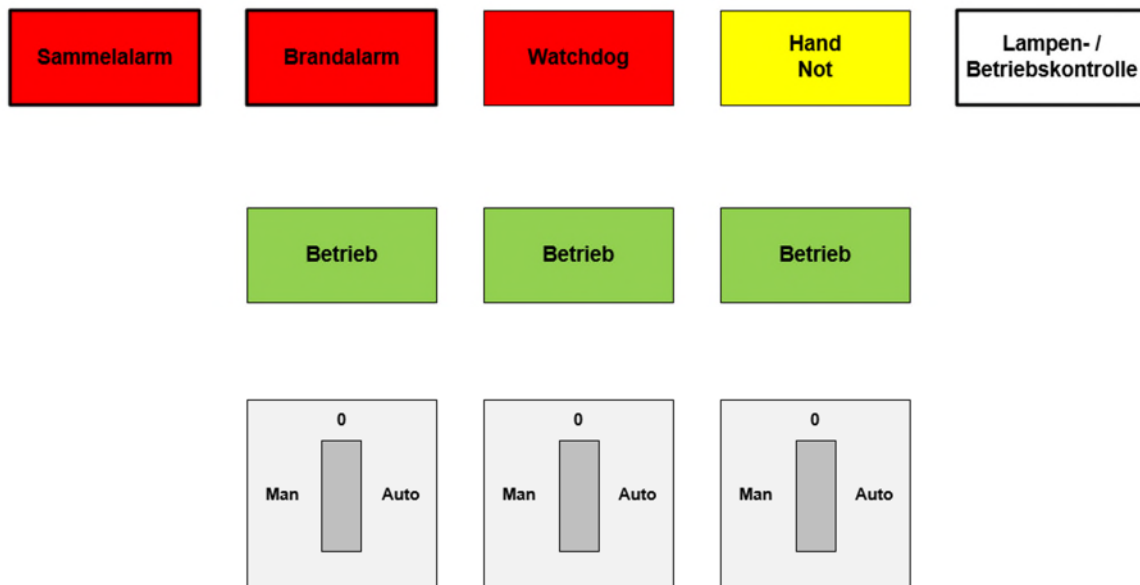 Sammelalarm
Brandalarm
Watchdog
Hand
Not
Lampen- /
Betriebskontrolle
Betrieb
Betrieb
Betrieb
0
Man
Auto
0
Man
Auto
0
Man
Auto